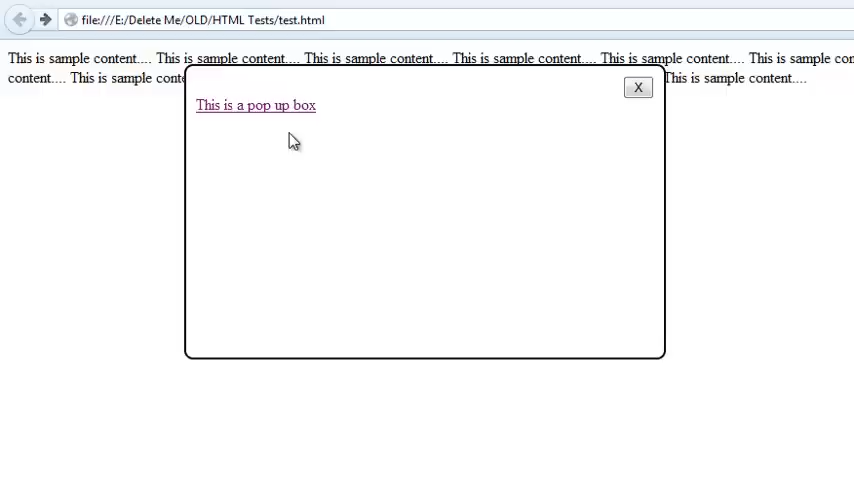 file:///E:/Delete Me/OLD/HTML Tests/test.html
This is sample content.... This is sample content.... This is sample content.... This is sample content.... This is sample content.... This is sample
content.... This is sample This is sample content....
X
This is a pop up box